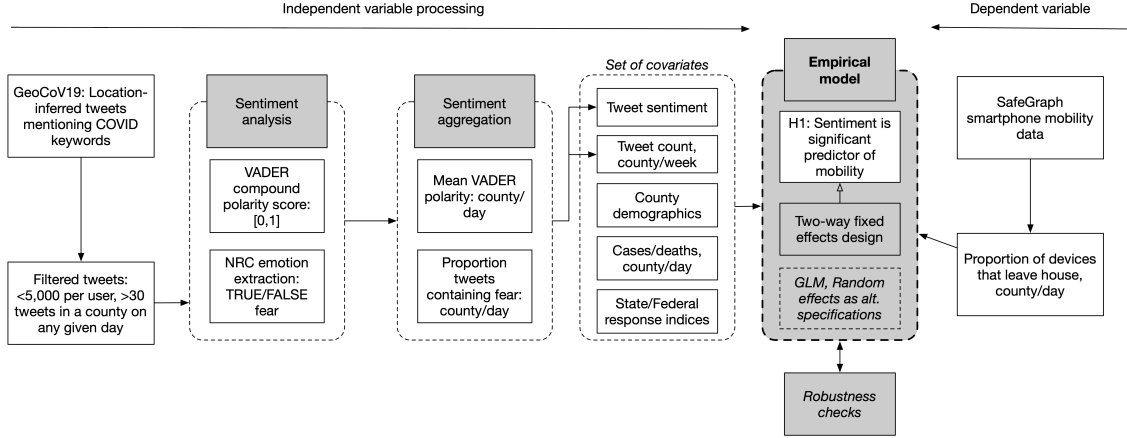 Independent variable processing
Dependent variable
GeoCoV19: Location-
inferred tweets
mentioning COVID
keywords
Filtered tweets:
<5,000 per user, >30
tweets in a county on
any given day
Sentiment
analysis
VADER
compound
polarity score:
[0,1]
NRC emotion
extraction:
TRUE/FALSE
fear
Sentiment
aggregation
Mean VADER
polarity: county/
day
Proportion
tweets
containing fear:
county/day
Set of covariates
Tweet sentiment
Tweet count,
county/week
County
demographics
Cases/deaths,
county/day
State/Federal
response indices
Empirical
model
H1: Sentiment is
significant
predictor of
mobility
Two-way fixed
effects design
GLM, Random
effects as alt.
specifications
Robustness
checks
SafeGraph
smartphone mobility
data
Proportion of devices
that leave house,
county/day